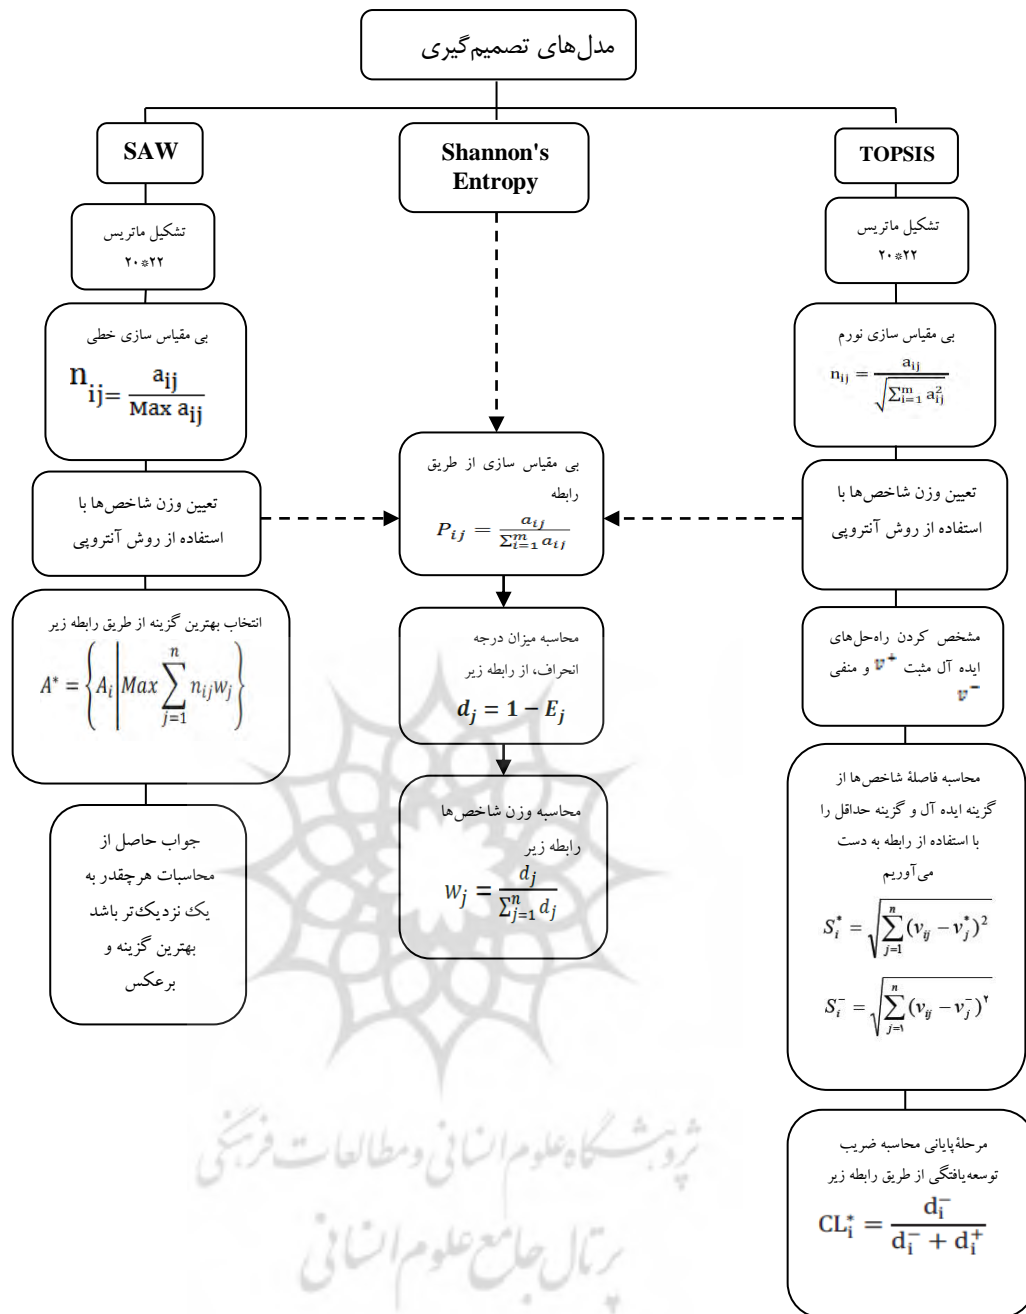 مدل‌های تصمیم‌گیری
SAW
Shannon's
Entropy
TOPSIS
تشکیل ماتریس
۲۰*۲۲
بی مقیاس سازی خطی
n_ij = a_ij / Max a_ij
تعیین وزن شاخص‌ها با
استفاده از روش آنتروپی
انتخاب بهترین گزینه از طریق رابطه زیر
A* = {A_i | Max ∑_{j=1}^{n} n_ij w_j}
جواب حاصل از
محاسبات هرچقدر به
یک نزدیک‌تر باشد
بهترین گزینه و
برعکس
بی مقیاس سازی از طریق
رابطه
P_ij = a_ij / ∑_{i=1}^{m} a_ij
محاسبه میزان درجه
انحراف، از رابطه زیر
d_j = 1 − E_j
محاسبه وزن شاخص‌ها
رابطه زیر
w_j = d_j / ∑_{j=1}^{n} d_j
تشکیل ماتریس
۲۰*۲۲
بی مقیاس سازی نورم
n_ij = a_ij / √(∑_{i=1}^{m} a_ij^2)
تعیین وزن شاخص‌ها با
استفاده از روش آنتروپی
مشخص کردن راه‌حل‌های
ایده آل مثبت v⁺ و منفی
v⁻
محاسبه فاصلهٔ شاخص‌ها از
گزینه ایده آل و گزینه حداقل را
با استفاده از رابطه به دست
می‌آوریم
S_i^* = √(∑_{j=1}^{n} (v_ij − v_j^*)^2)
S_i^- = √(∑_{j=۱}^{n} (v_ij − v_j^-)^۲)
مرحلهٔ پایانی محاسبه ضریب
توسعه‌یافتگی از طریق رابطه زیر
CL_i^* = d_i^- / (d_i^- + d_i^+)
پژوهشگاه علوم انسانی و مطالعات فرهنگی
پرتال جامع علوم انسانی